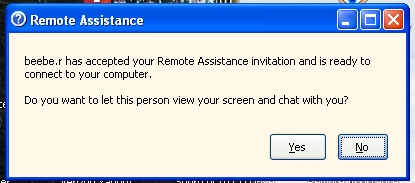 Remote Assistance
beebe.r has accepted your Remote Assistance invitation and is ready to
connect to your computer.
Do you want to let this person view your screen and chat with you?
Yes
No